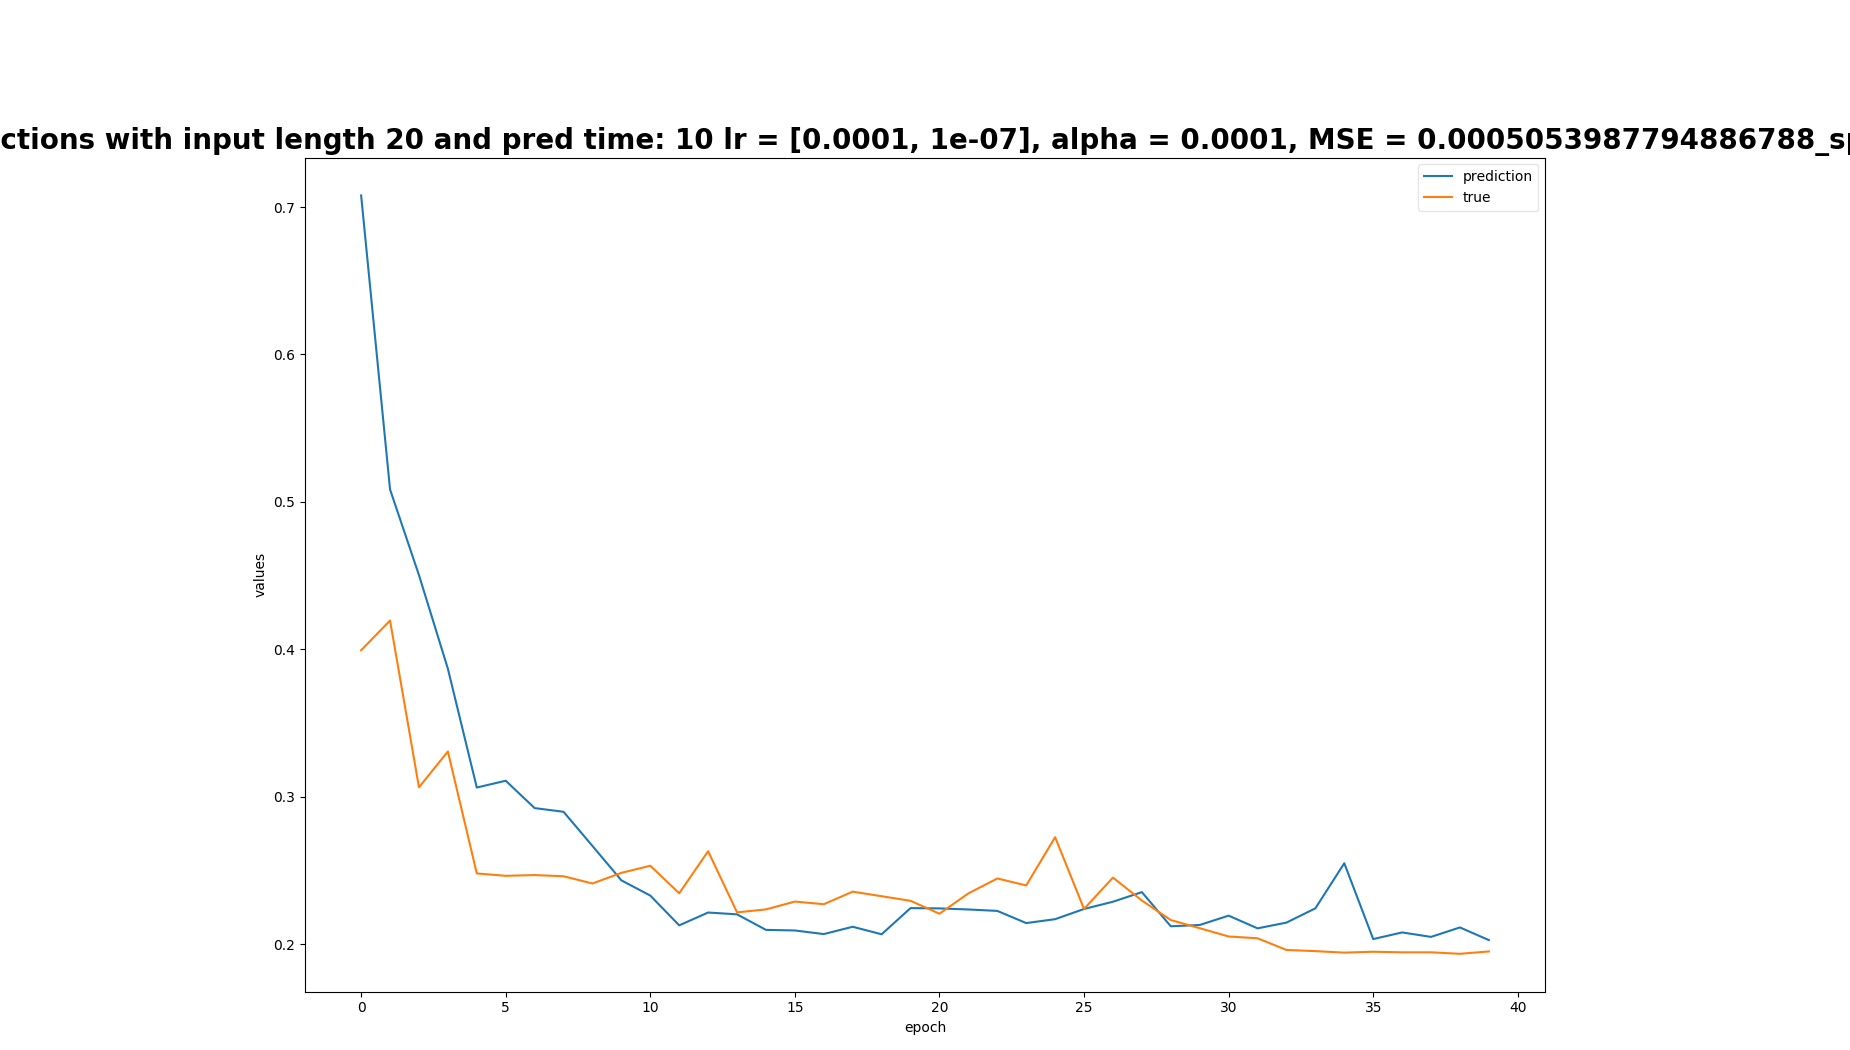 ctions with input length 20 and pred time: 10 lr = [0.0001, 1e-07], alpha = 0.0001, MSE = 0.0005053987794886788_sp
prediction
true
0.7
0.6
0.5
0.4
0.3
0.2
values
0 5 10 15 20 25 30 35 40
epoch